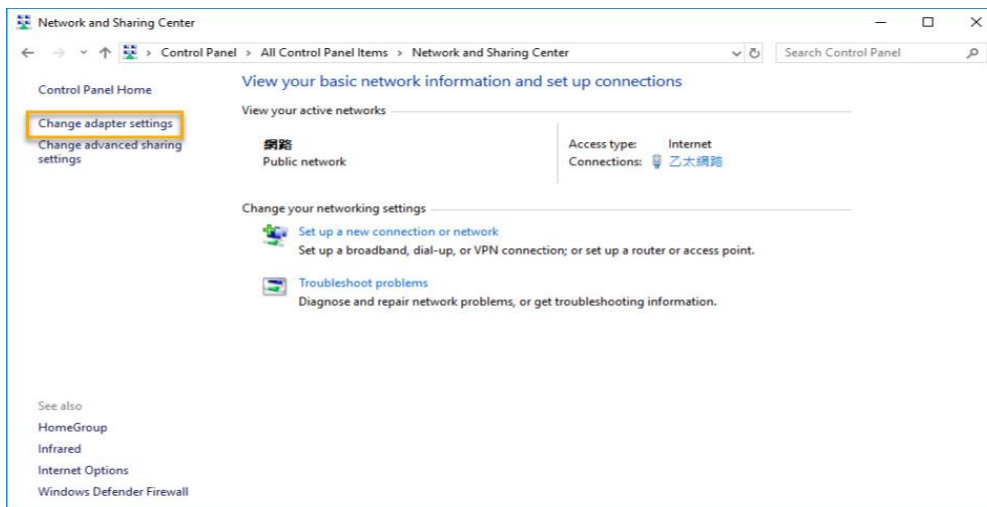 Network and Sharing Center
Control Panel > All Control Panel Items > Network and Sharing Center
Search Control Panel
Control Panel Home
Change adapter settings
Change advanced sharing
settings
View your basic network information and set up connections
View your active networks
網路
Public network
Access type: Internet
Connections: 乙太網路
Change your networking settings
Set up a new connection or network
Set up a broadband, dial-up, or VPN connection; or set up a router or access point.
Troubleshoot problems
Diagnose and repair network problems, or get troubleshooting information.
See also
HomeGroup
Infrared
Internet Options
Windows Defender Firewall